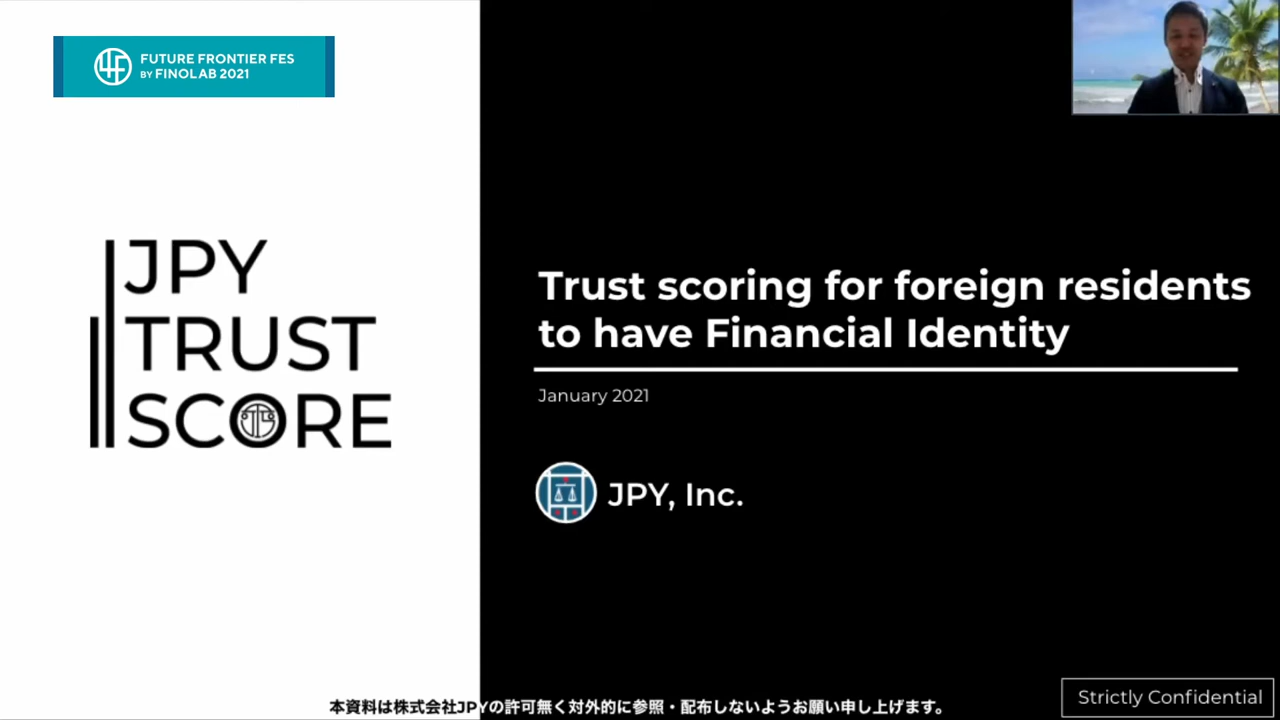 FUTURE FRONTIER FES
BY FINOLAB 2021
JPY
TRUST
SCORE
Trust scoring for foreign residents
to have Financial Identity
January 2021
JPY, Inc.
Strictly Confidential
本資料は株式会社JPYの許可無く対外的に参照・配布しないようお願い申し上げます。